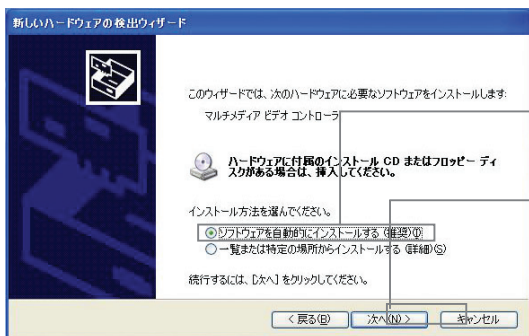 新しいハードウェアの検出ウィザード
このウィザードでは、次のハードウェアに必要なソフトウェアをインストールします:
マルチメディア ビデオ コントローラ
ハードウェアに付属のインストール CD またはフロッピー ディ
スクがある場合は、挿入してください。
インストール方法を選んでください。
ソフトウェアを自動的にインストールする (推奨)(I)
一覧または特定の場所からインストールする (詳細)(S)
続行するには、[次へ] をクリックしてください。
< 戻る(B) 次へ(N) > キャンセル